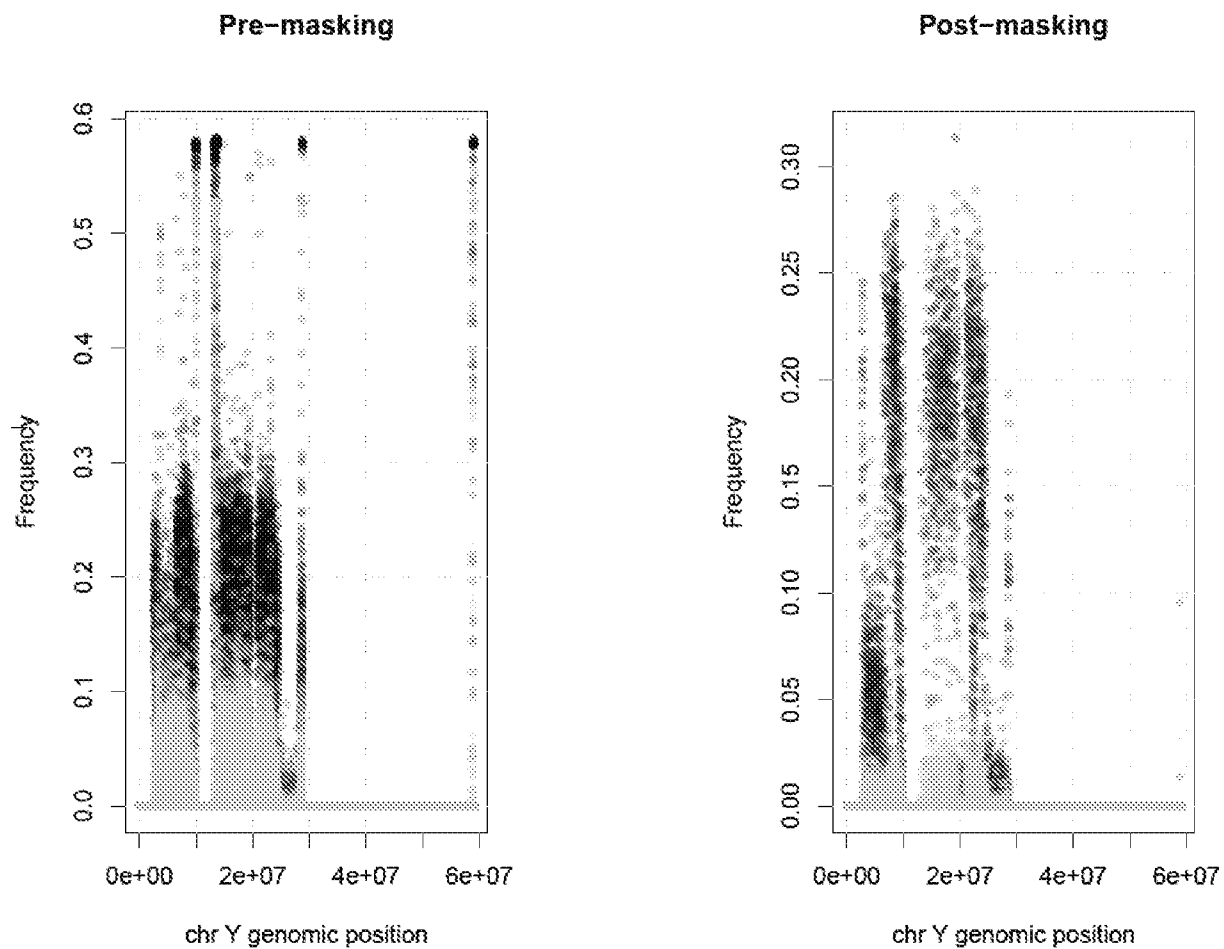 Pre-masking
Post-masking
Frequency
0.0
0.1
0.2
0.3
0.4
0.5
0.6
0e+00
2e+07
4e+07
6e+07
chr Y genomic position
Frequency
0.00
0.05
0.10
0.15
0.20
0.25
0.30
0e+00
2e+07
4e+07
6e+07
chr Y genomic position